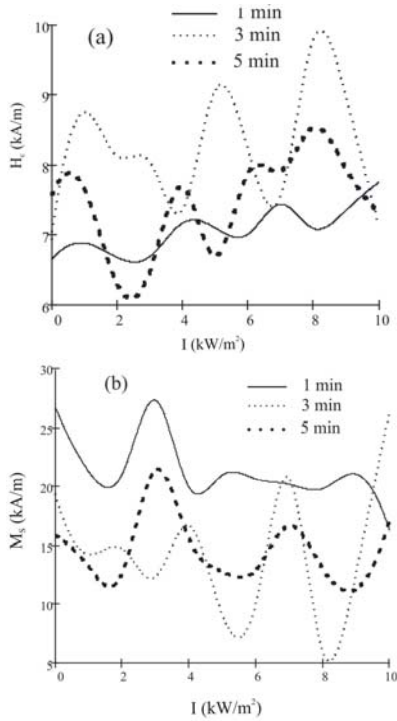 (a)
1 min
3 min
5 min
10
9
8
7
6
Hc (kA/m)
0 2 4 6 8 10
I (kW/m²)
(b)
1 min
3 min
5 min
30
25
20
15
10
5
MS (kA/m)
0 2 4 6 8 10
I (kW/m²)